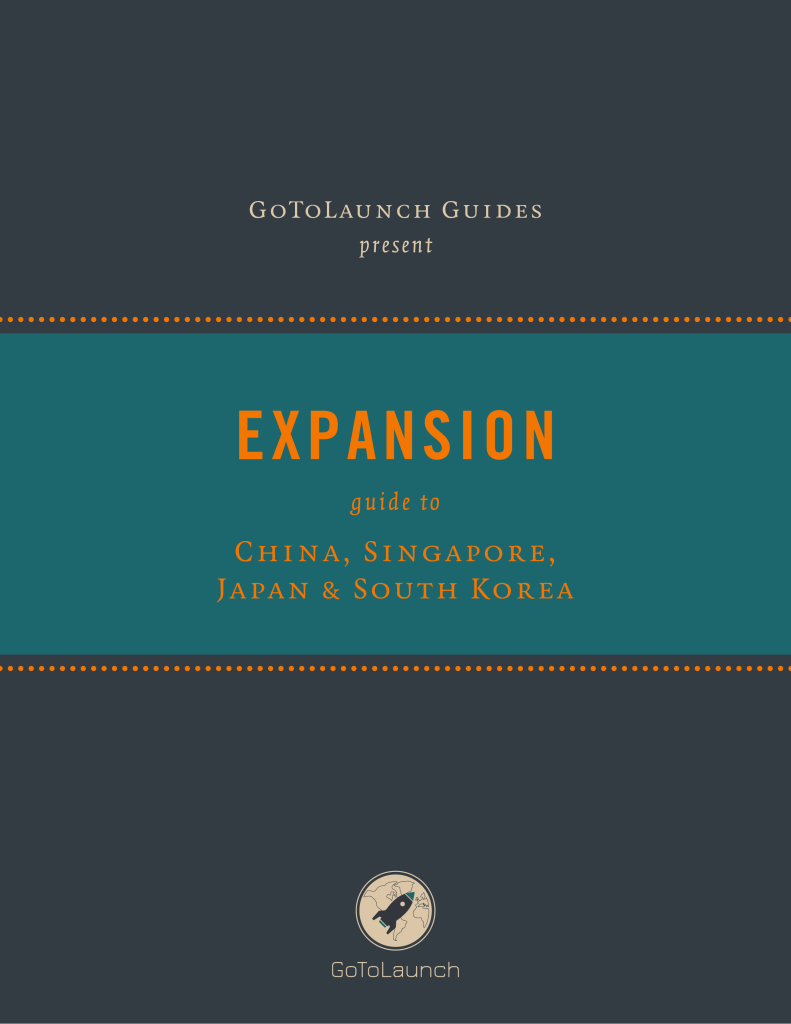 GoToLaunch Guides
present
EXPANSION
guide to
China, Singapore,
Japan & South Korea
GoToLaunch